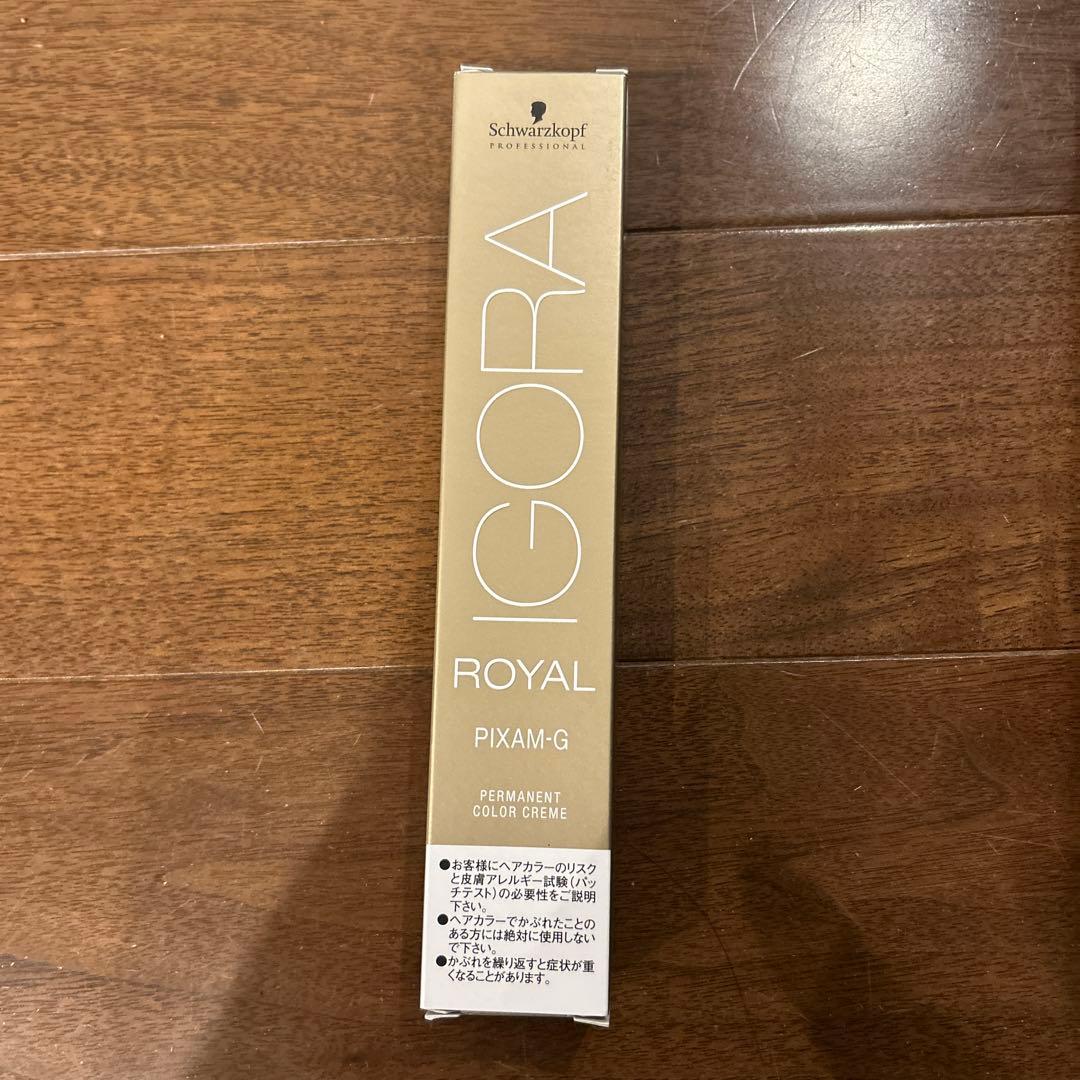 Schwarzkopf
PROFESSIONAL
IGORA
ROYAL
PIXAM-G
PERMANENT
COLOR CREME
●お客様にヘアカラーのリスク
と皮膚アレルギー試験(パッ
チテスト)の必要性をご説明
下さい。
●ヘアカラーでかぶれたことの
ある方には絶対に使用しない
で下さい。
●かぶれを繰り返すと症状が重
くなることがあります。